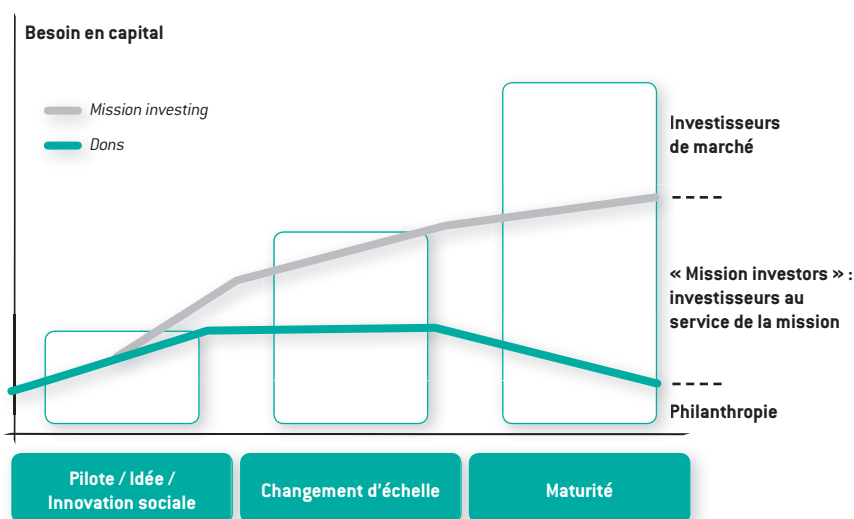 Besoin en capital
Mission investing
Dons
Investisseurs
de marché
« Mission investors » :
investisseurs au
service de la mission
Philanthropie
Pilote / Idée /
Innovation sociale
Changement d'échelle
Maturité